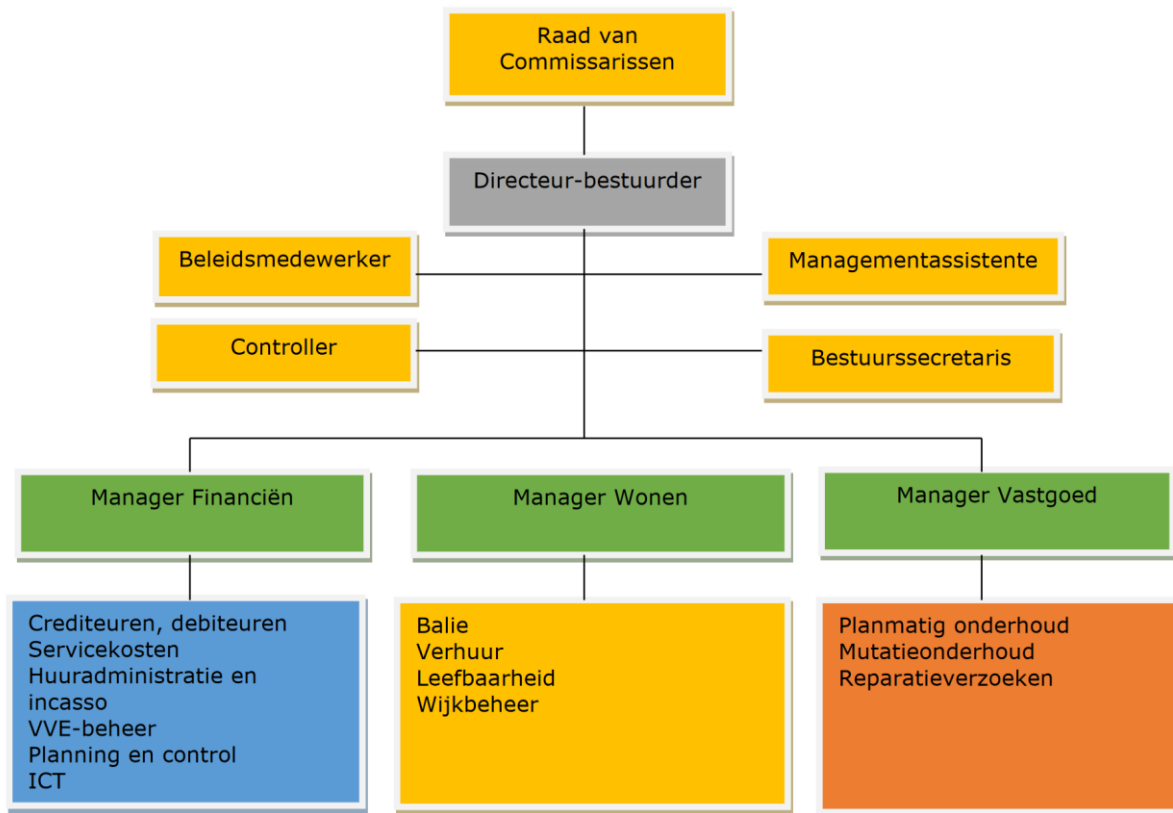 Raad van
Commissarissen
Directeur-bestuurder
Beleidsmedewerker
Managementassistente
Controller
Bestuurssecretaris
Manager Financiën
Manager Wonen
Manager Vastgoed
Crediteuren, debiteuren
Servicekosten
Huuradministratie en
incasso
VVE-beheer
Planning en control
ICT
Balie
Verhuur
Leefbaarheid
Wijkbeheer
Planmatig onderhoud
Mutatieonderhoud
Reparatieverzoeken